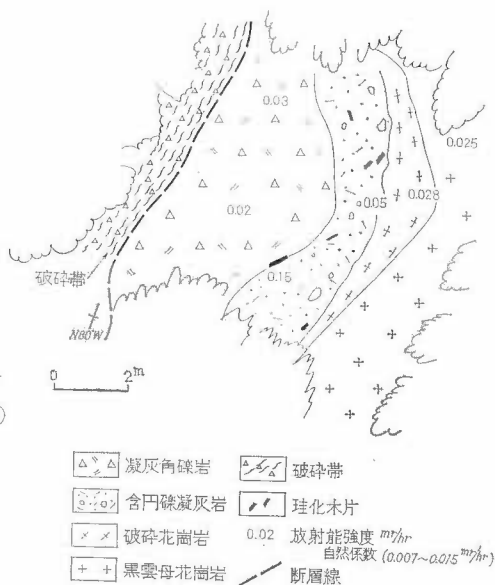 0.03
0.025
0.02
0.05
0.028
0.15
破砕帯
N80°W
0 2m
凝灰角礫岩
破砕帯
含円礫凝灰岩
珪化木片
破砕花崗岩
0.02 放射能強度 mr/hr
自然係数 (0.007~0.015 mr/hr)
黒雲母花崗岩
断層線